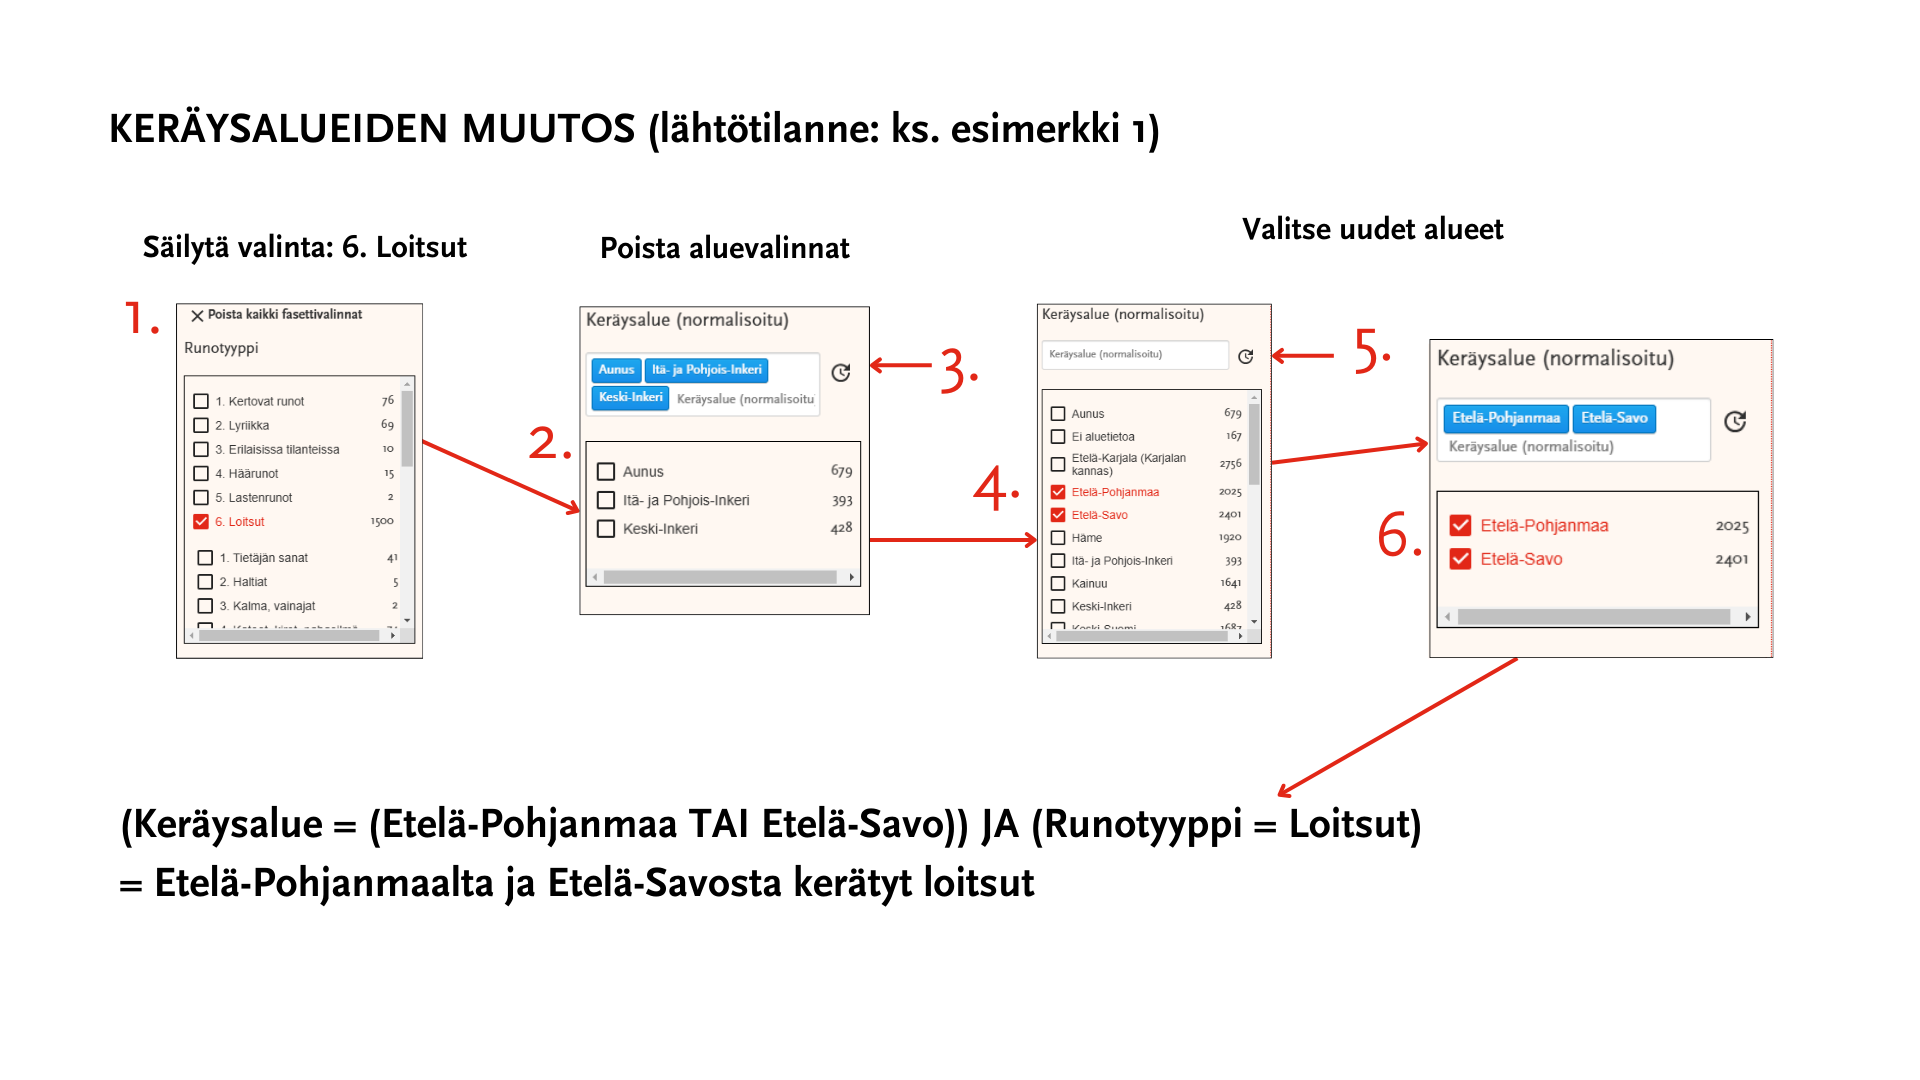 KERÄYSALUEIDEN MUUTOS (lähtötilanne: ks. esimerkki 1)
Säilytä valinta: 6. Loitsut
1.
Poista kaikki fasettivalinnat
Runotyyppi
1. Kertovat runot 76
2. Lyriikka 69
3. Erilaisissa tilanteissa 10
4. Häärunot 15
5. Lastenrunot 2
6. Loitsut 1500
1. Tietäjän sanat 41
2. Haltiat 5
3. Kalma, vainajat 2
Poista aluevalinnat
2.
Keräysalue (normalisoitu)
Aunus Itä- ja Pohjois-Inkeri
Keski-Inkeri Keräysalue (normalisoitu
3.
Aunus 679
Itä- ja Pohjois-Inkeri 393
Keski-Inkeri 428
Valitse uudet alueet
4.
Keräysalue (normalisoitu)
Keräysalue (normalisoitu)
5.
Aunus 679
Ei aluetietoa 167
Etelä-Karjala (Karjalan
kannas) 2756
Etelä-Pohjanmaa 2025
Etelä-Savo 2401
Häme 1920
Itä- ja Pohjois-Inkeri 393
Kainuu 1641
Keski-Inkeri 428
Keski-Suomi 1687
6.
Keräysalue (normalisoitu)
Etelä-Pohjanmaa Etelä-Savo
Keräysalue (normalisoitu)
Etelä-Pohjanmaa 2025
Etelä-Savo 2401
(Keräysalue = (Etelä-Pohjanmaa TAI Etelä-Savo)) JA (Runotyyppi = Loitsut)
= Etelä-Pohjanmaalta ja Etelä-Savosta kerätyt loitsut